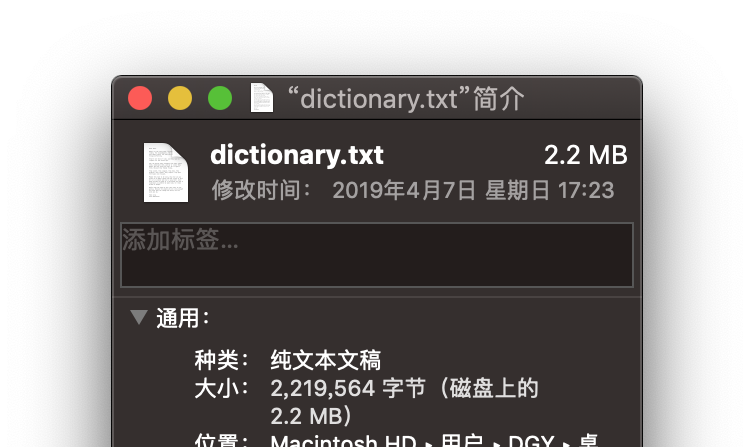 “dictionary.txt”简介
dictionary.txt 2.2 MB
修改时间： 2019年4月7日 星期日 17:23
添加标签...
▼ 通用：
种类： 纯文本文稿
大小： 2,219,564 字节（磁盘上的
2.2 MB）
位置： Macintosh HD ▸ 用户 ▸ DGY ▸ 桌